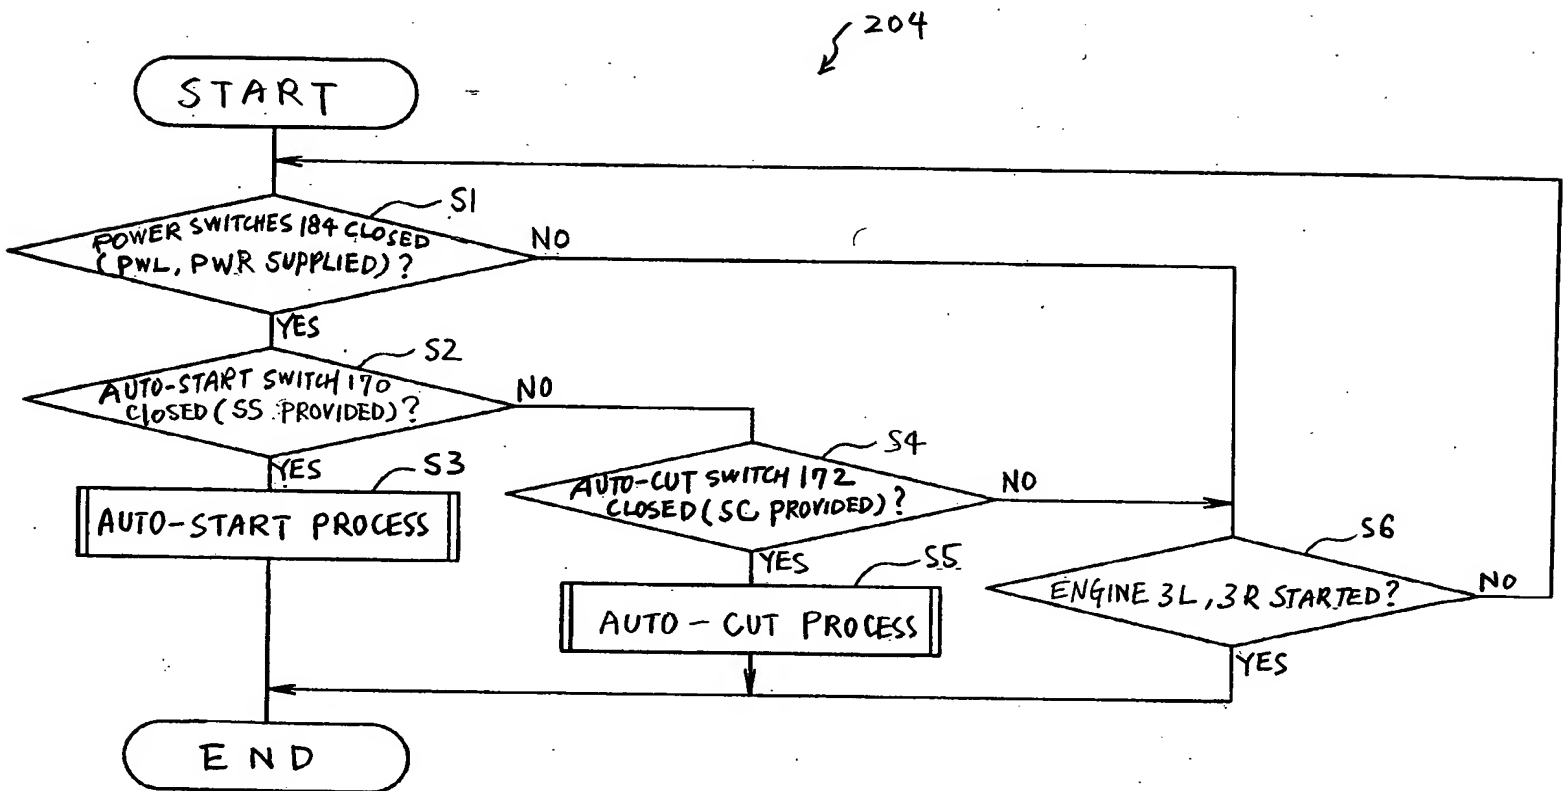 204
START
S1
POWER SWITCHES 184 CLOSED
(PWL, PWR SUPPLIED)?
NO
YES
S2
AUTO-START SWITCH 170
CLOSED (SS PROVIDED)?
NO
YES
S3
AUTO-START PROCESS
S4
AUTO-CUT SWITCH 172
CLOSED (SC PROVIDED)?
NO
YES
S5
AUTO-CUT PROCESS
S6
ENGINE 3L, 3R STARTED?
NO
YES
END